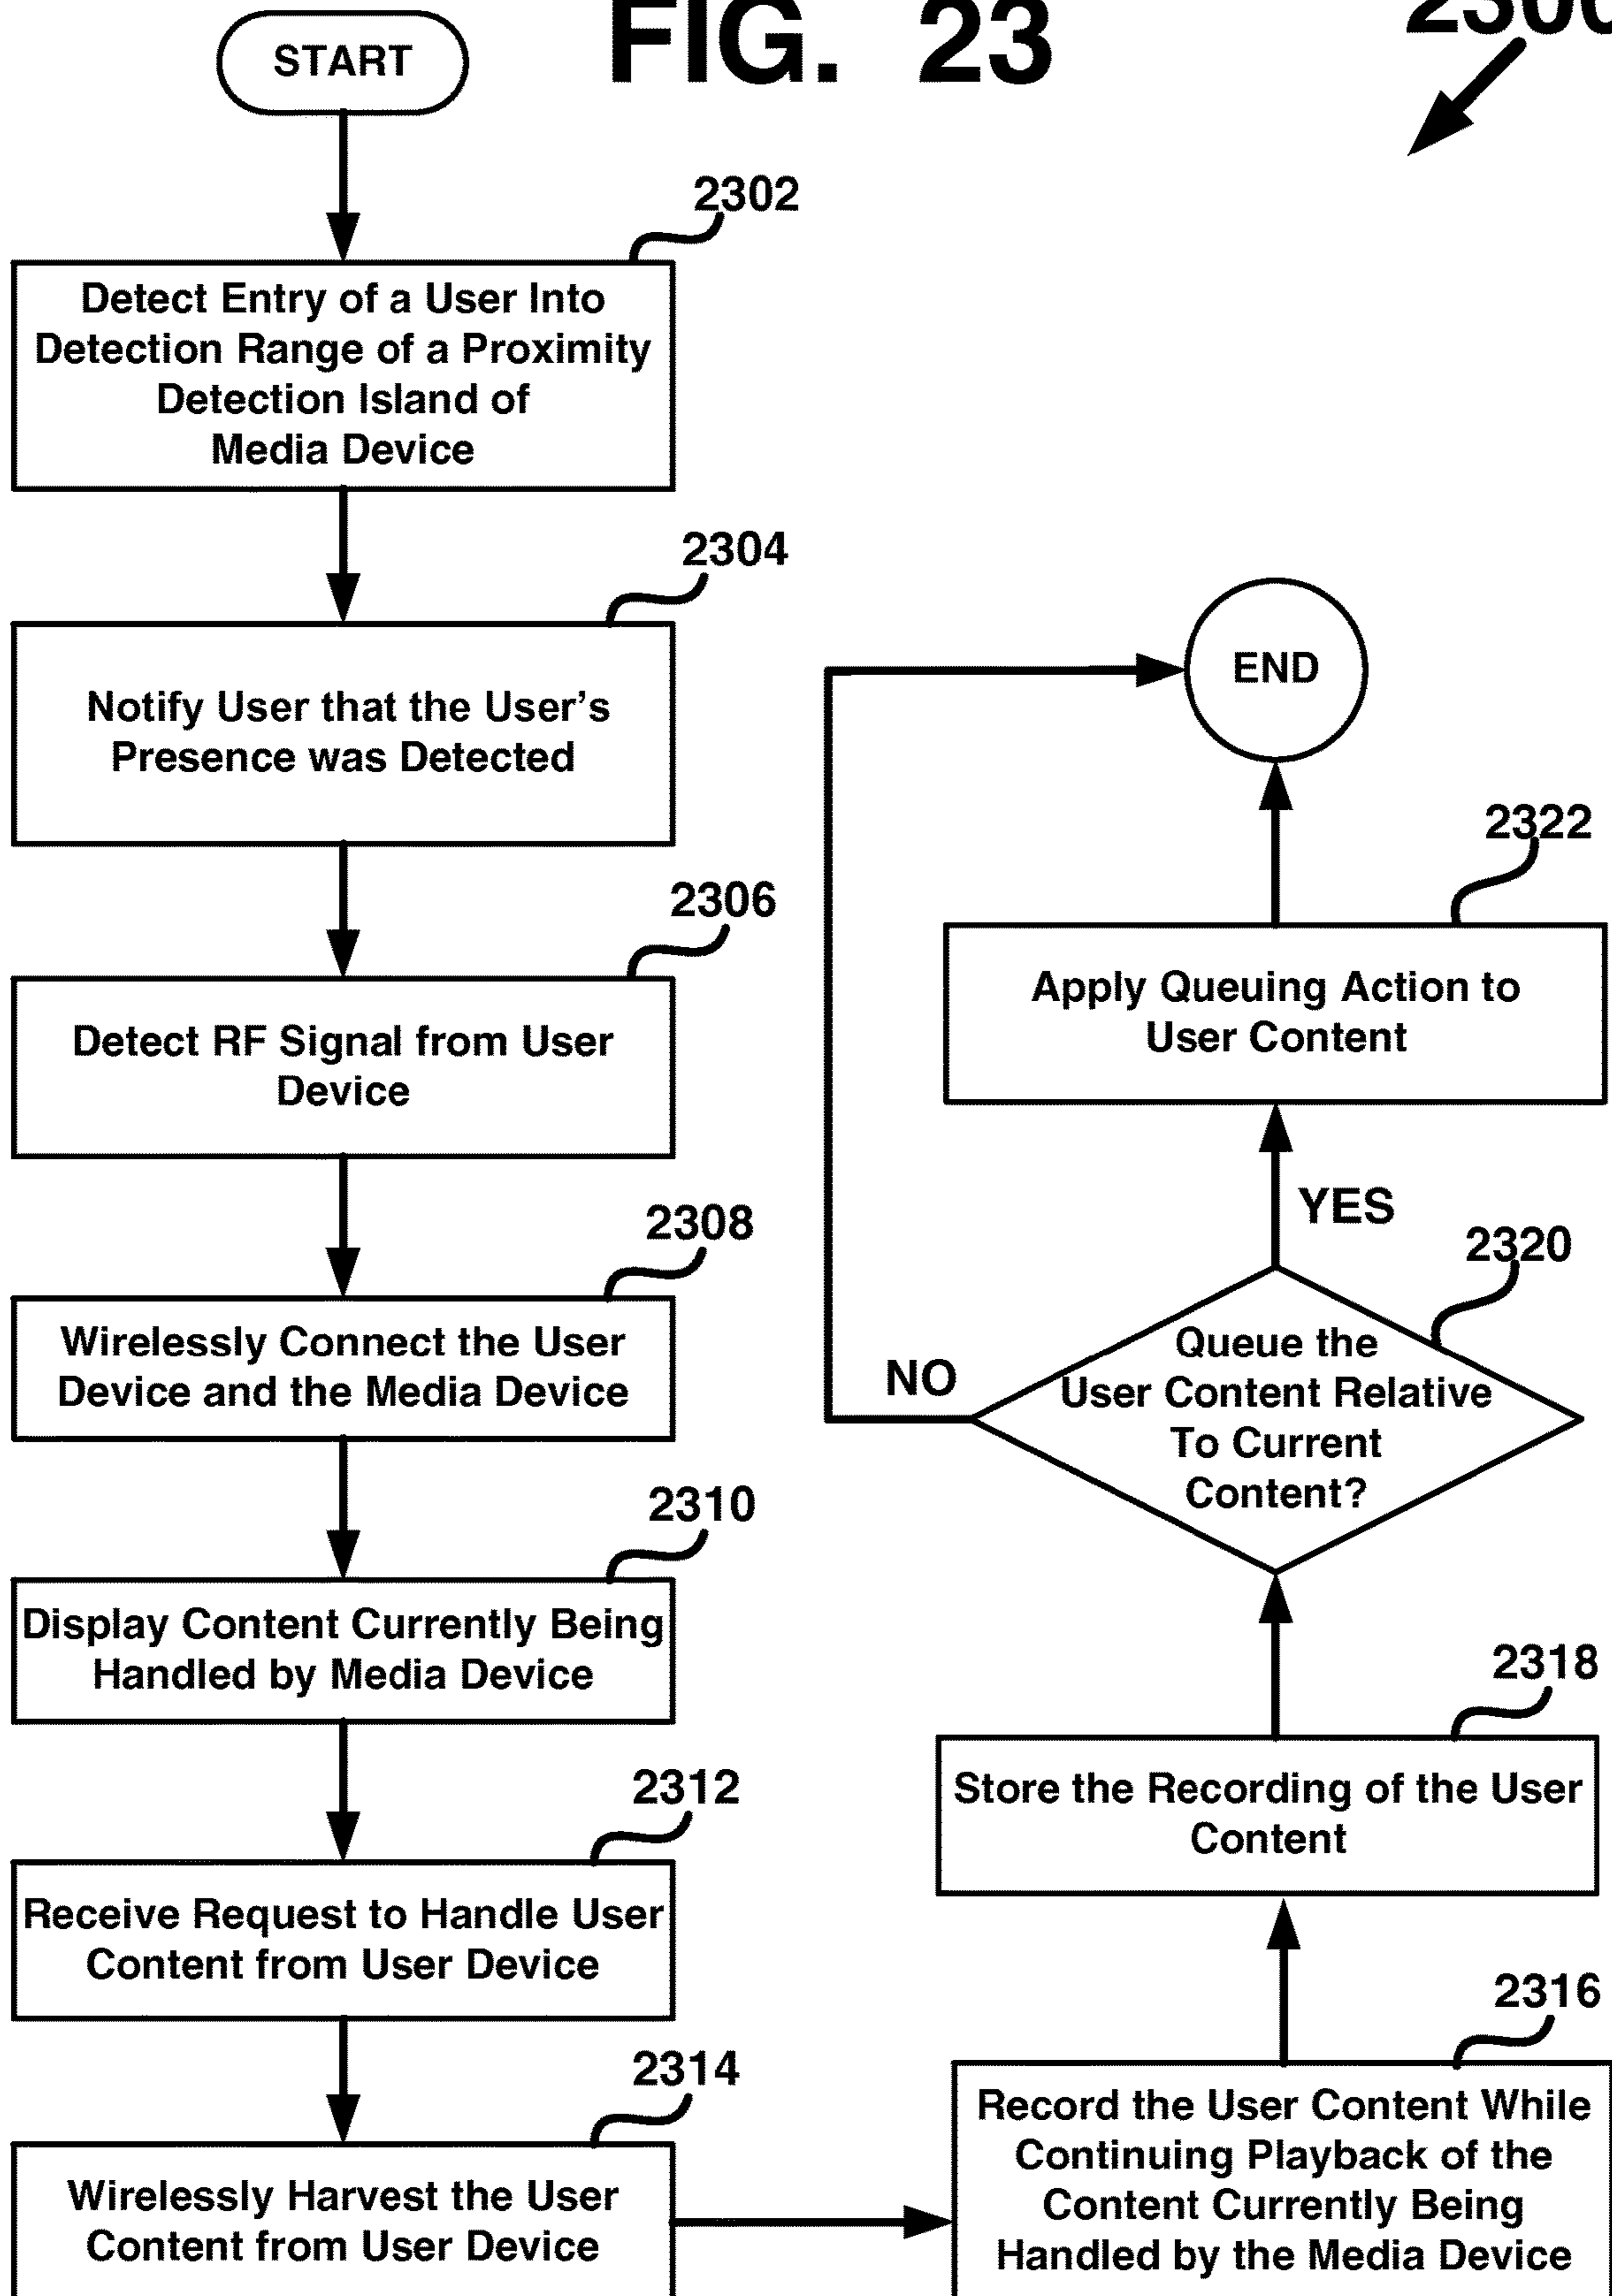 FIG. 23
2300
START
2302
Detect Entry of a User Into
Detection Range of a Proximity
Detection Island of
Media Device
2304
Notify User that the User’s
Presence was Detected
2306
Detect RF Signal from User
Device
2308
Wirelessly Connect the User
Device and the Media Device
2310
Display Content Currently Being
Handled by Media Device
2312
Receive Request to Handle User
Content from User Device
2314
Wirelessly Harvest the User
Content from User Device
2316
Record the User Content While
Continuing Playback of the
Content Currently Being
Handled by the Media Device
2318
Store the Recording of the User
Content
2320
Queue the
User Content Relative
To Current
Content?
NO
YES
2322
Apply Queuing Action to
User Content
END